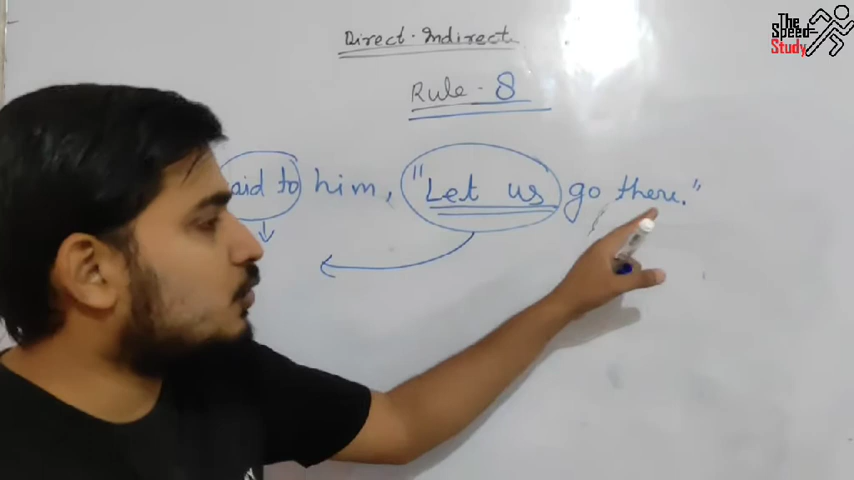 The
Speed
Study
Direct-Indirect
Rule-8
aid to him, "Let us go there."